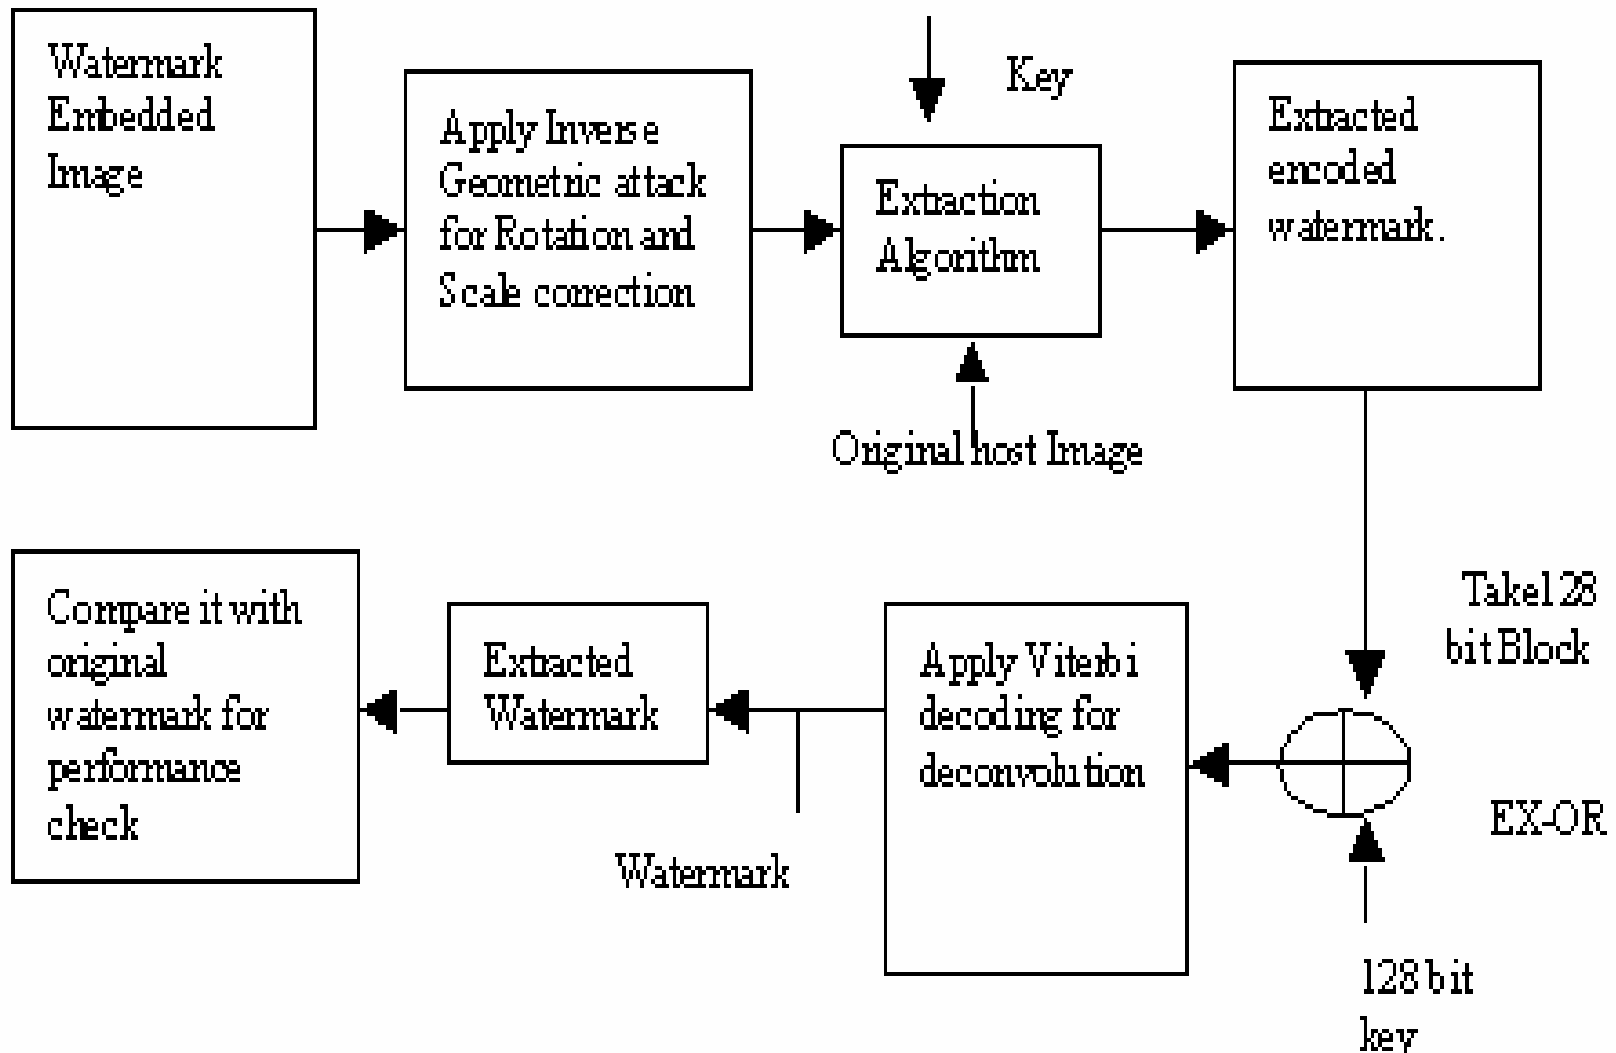 Watermark
Embedded
Image
Apply Inverse
Geometric attack
for Rotation and
Scale correction
Key
Extraction
Algorithm
Original host Image
Extracted
encoded
watermark.
Take128
bit Block
EX-OR
128 bit
key
Apply Viterbi
decoding for
deconvolution
Watermark
Extracted
Watermark
Compare it with
original
watermark for
performance
check